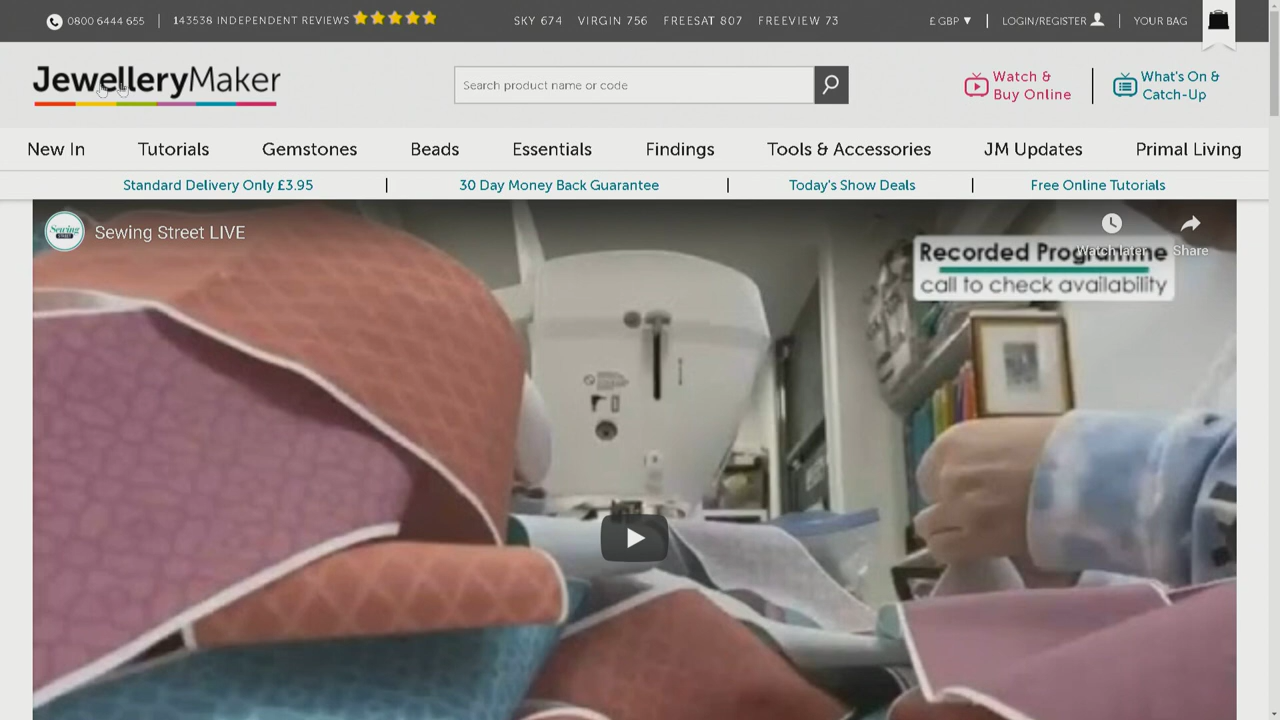 0800 6444 655 143538 INDEPENDENT REVIEWS SKY 674 VIRGIN 756 FREESAT 807 FREEVIEW 73 £ GBP ▼ LOGIN/REGISTER YOUR BAG
JewelleryMaker
Search product name or code
Watch &
Buy Online
What's On &
Catch-Up
New In Tutorials Gemstones Beads Essentials Findings Tools & Accessories JM Updates Primal Living
Standard Delivery Only £3.95 30 Day Money Back Guarantee Today's Show Deals Free Online Tutorials
Sewing Street
Sewing Street LIVE
Watch later Share
Recorded Programme
call to check availability